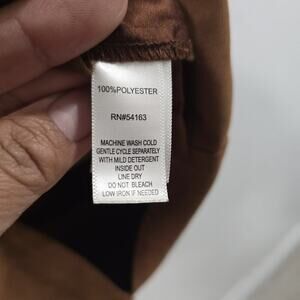 100%POLYESTER
RN#54163
MACHINE WASH COLD
GENTLE CYCLE SEPARATELY
WITH MILD DETERGENT
INSIDE OUT
LINE DRY
DO NOT BLEACH
LOW IRON IF NEEDED